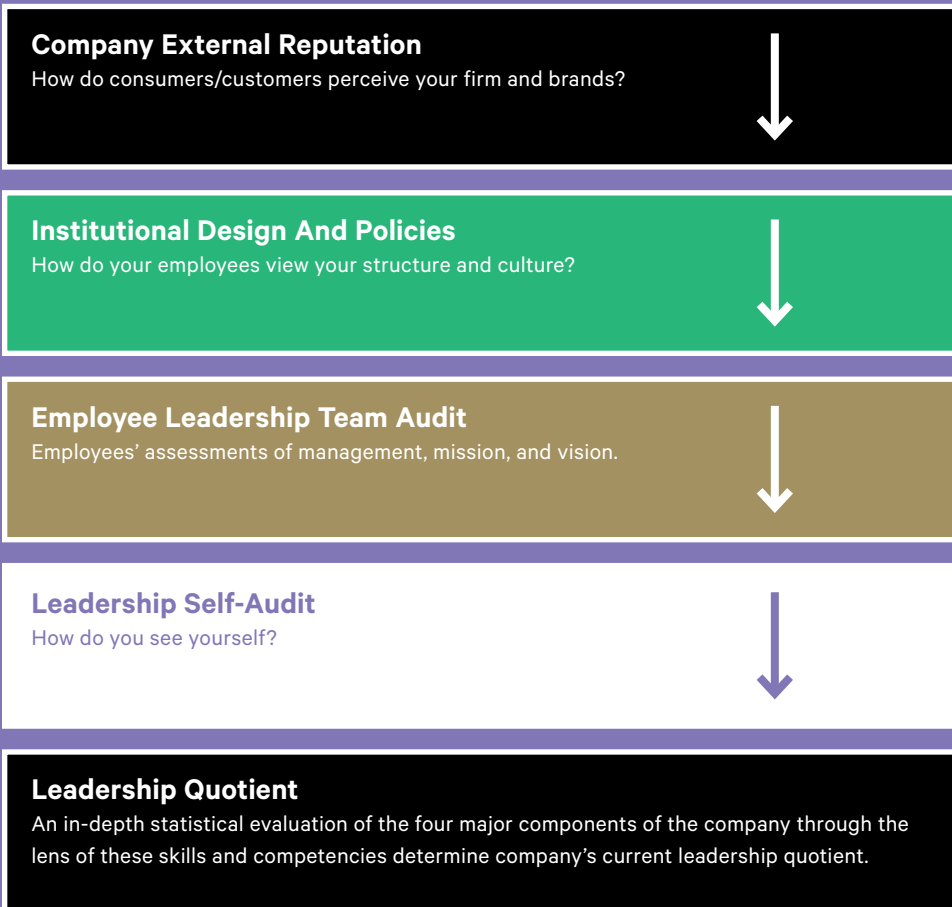 Company External Reputation
How do consumers/customers perceive your firm and brands?
Institutional Design And Policies
How do your employees view your structure and culture?
Employee Leadership Team Audit
Employees’ assessments of management, mission, and vision.
Leadership Self-Audit
How do you see yourself?
Leadership Quotient
An in-depth statistical evaluation of the four major components of the company through the
lens of these skills and competencies determine company’s current leadership quotient.